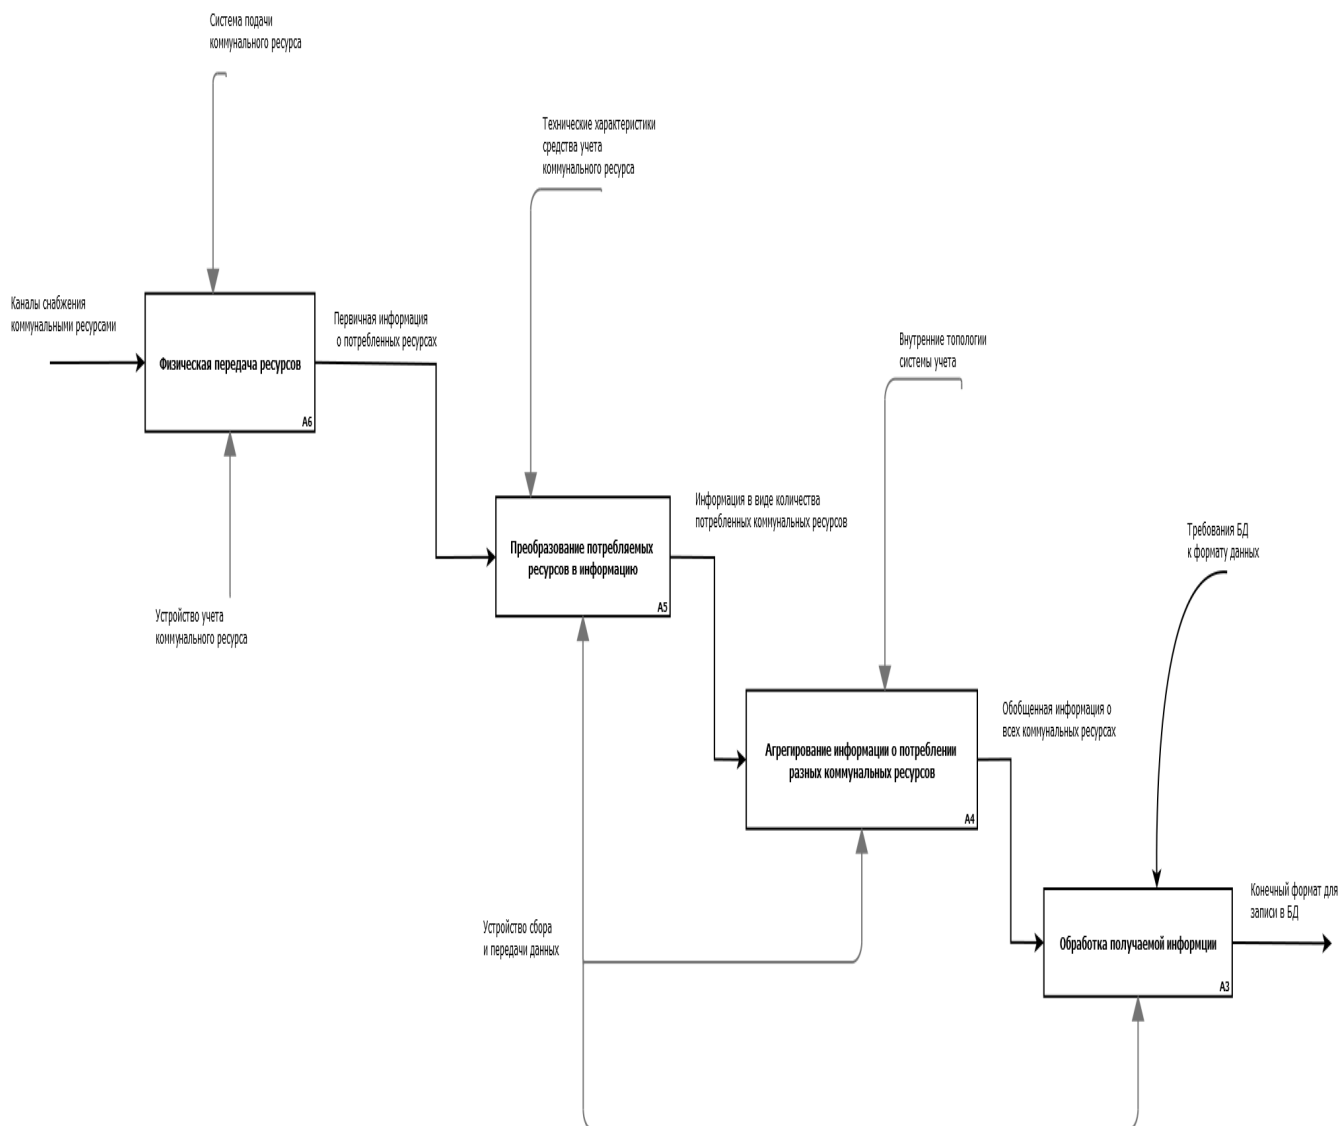 Система подачи
коммунального ресурса
Технические характеристики
средства учета
коммунального ресурса
Каналы снабжения
коммунальными ресурсами
Первичная информация
о потребленных ресурсах
Физическая передача ресурсов
A6
Внутренние топологии
системы учета
Устройство учета
коммунального ресурса
Информация в виде количества
потребленных коммунальных ресурсов
Преобразование потребляемых
ресурсов в информацию
A5
Требования БД
к формату данных
Обобщенная информация о
всех коммунальных ресурсах
Агрегирование информации о потреблении
разных коммунальных ресурсов
A4
Устройство сбора
и передачи данных
Конечный формат для
записи в БД
Обработка получаемой информции
A3